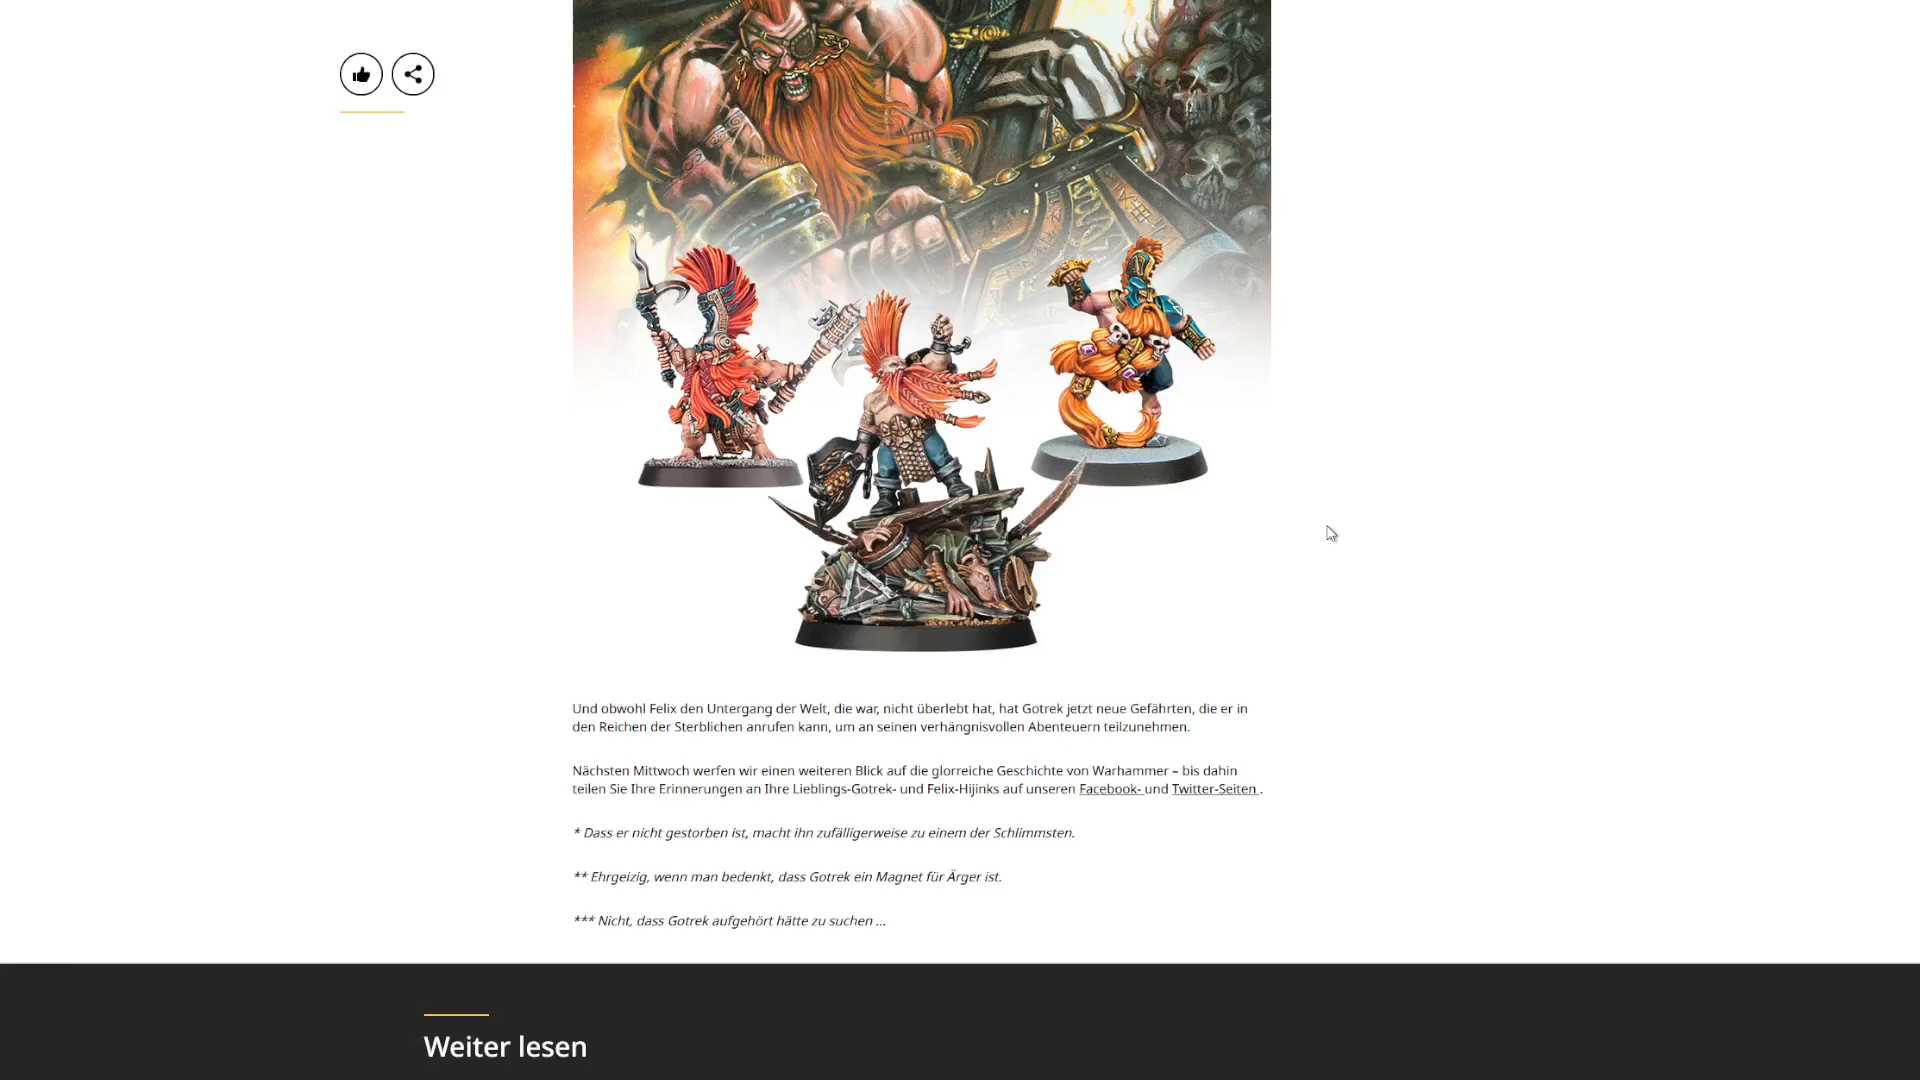 Und obwohl Felix den Untergang der Welt, die war, nicht überlebt hat, hat Gotrek jetzt neue Gefährten, die er in
den Reichen der Sterblichen anrufen kann, um an seinen verhängnisvollen Abenteuern teilzunehmen.
Nächsten Mittwoch werfen wir einen weiteren Blick auf die glorreiche Geschichte von Warhammer – bis dahin
teilen Sie Ihre Erinnerungen an Ihre Lieblings-Gotrek- und Felix-Hijinks auf unseren Facebook- und Twitter-Seiten .
* Dass er nicht gestorben ist, macht ihn zufälligerweise zu einem der Schlimmsten.
** Ehrgeizig, wenn man bedenkt, dass Gotrek ein Magnet für Ärger ist.
*** Nicht, dass Gotrek aufgehört hätte zu suchen ...
Weiter lesen